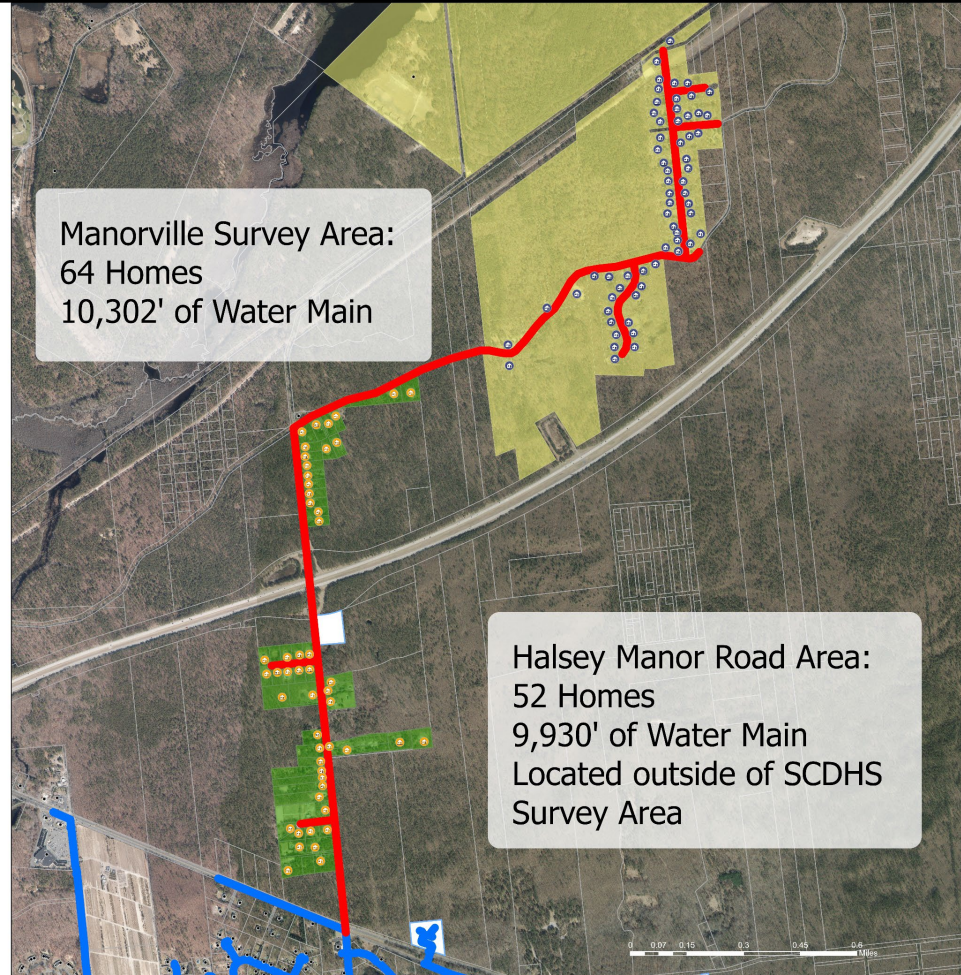 Manorville Survey Area:
64 Homes
10,302' of Water Main
Halsey Manor Road Area:
52 Homes
9,930' of Water Main
Located outside of SCDHS
Survey Area
0 0.07 0.15 0.3 0.45 0.6
Miles